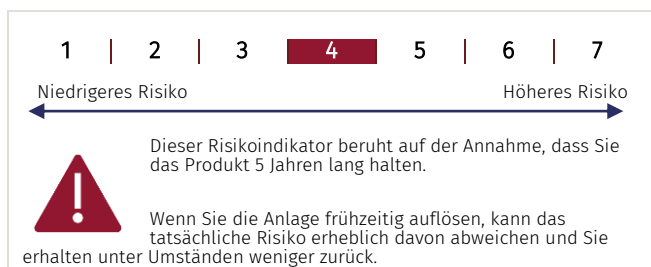 1 | 2 | 3 | 4 | 5 | 6 | 7
Niedrigeres Risiko Höheres Risiko
Dieser Risikoindikator beruht auf der Annahme, dass Sie
das Produkt 5 Jahren lang halten.
Wenn Sie die Anlage frühzeitig auflösen, kann das
tatsächliche Risiko erheblich davon abweichen und Sie
erhalten unter Umständen weniger zurück.